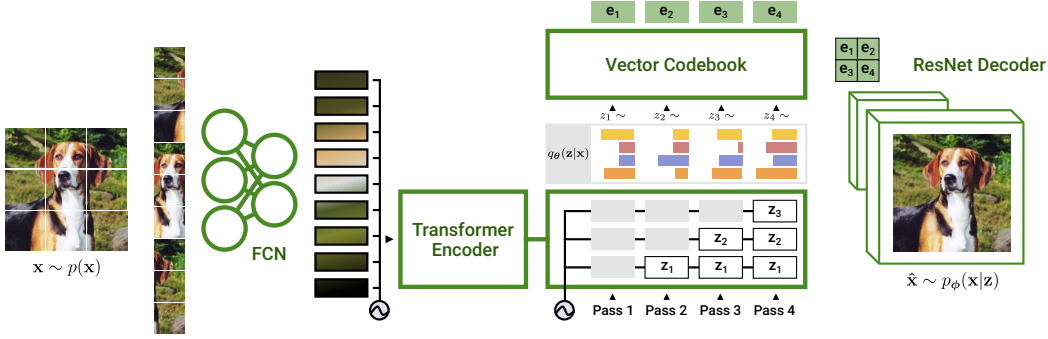 x ∼ p(x)
FCN
Transformer
Encoder
e1 e2 e3 e4
Vector Codebook
z1 ∼ z2 ∼ z3 ∼ z4 ∼
qθ(z|x)
z3
z2 z2
z1 z1 z1
Pass 1 Pass 2 Pass 3 Pass 4
e1 e2
e3 e4
ResNet Decoder
x̂ ∼ pϕ(x|z)